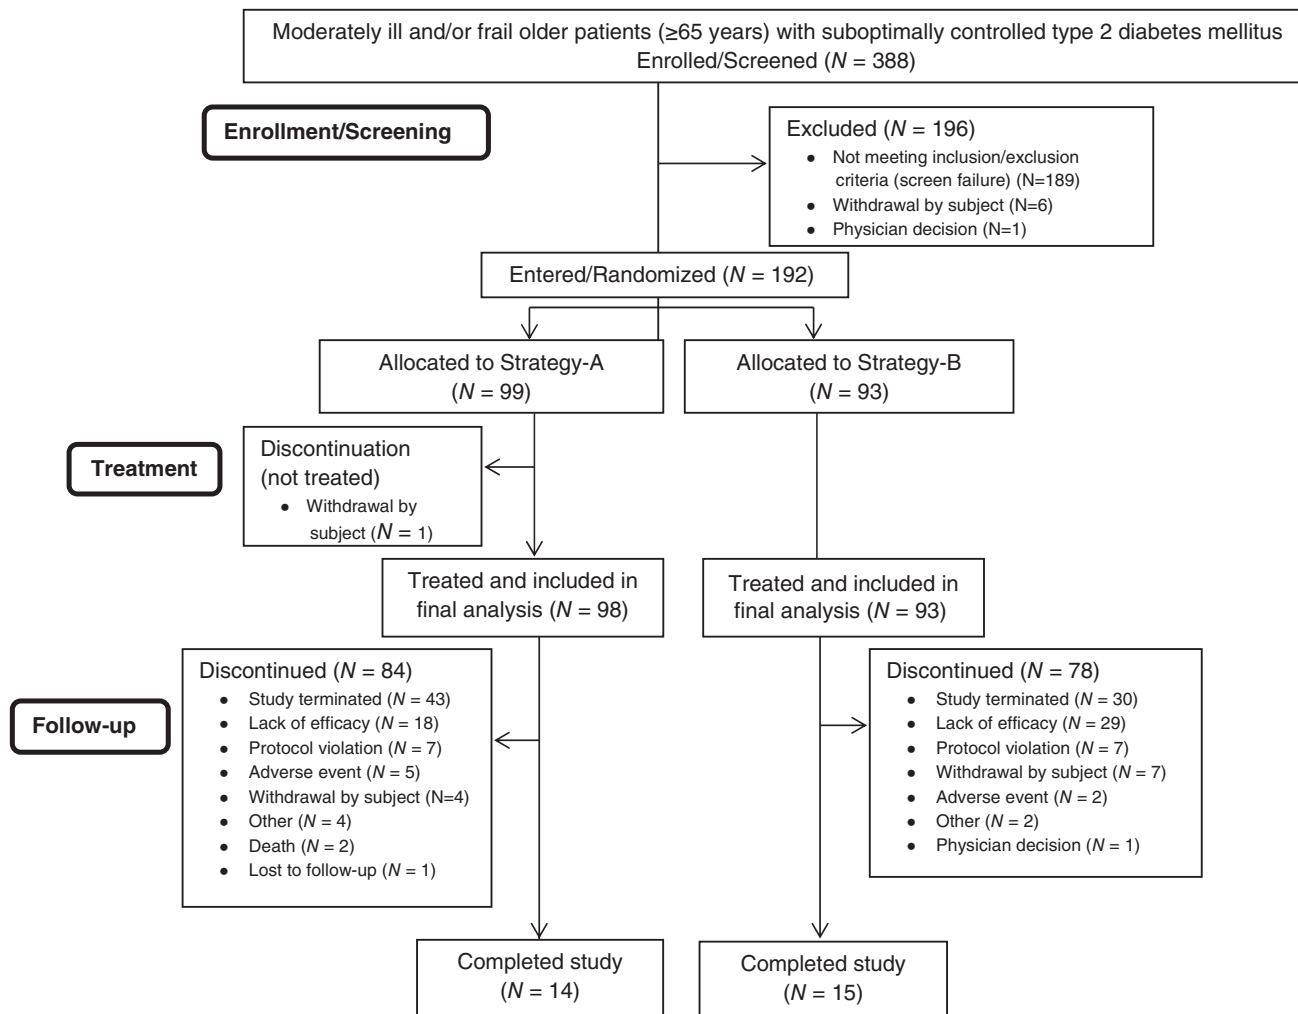 Moderately ill and/or frail older patients (≥65 years) with suboptimally controlled type 2 diabetes mellitus
Enrolled/Screened (N = 388)
Enrollment/Screening
Excluded (N = 196)
• Not meeting inclusion/exclusion
criteria (screen failure) (N=189)
• Withdrawal by subject (N=6)
• Physician decision (N=1)
Entered/Randomized (N = 192)
Allocated to Strategy-A
(N = 99)
Allocated to Strategy-B
(N = 93)
Treatment
Discontinuation
(not treated)
• Withdrawal by
subject (N = 1)
Treated and included in
final analysis (N = 98)
Treated and included in
final analysis (N = 93)
Follow-up
Discontinued (N = 84)
• Study terminated (N = 43)
• Lack of efficacy (N = 18)
• Protocol violation (N = 7)
• Adverse event (N = 5)
• Withdrawal by subject (N=4)
• Other (N = 4)
• Death (N = 2)
• Lost to follow-up (N = 1)
Discontinued (N = 78)
• Study terminated (N = 30)
• Lack of efficacy (N = 29)
• Protocol violation (N = 7)
• Withdrawal by subject (N = 7)
• Adverse event (N = 2)
• Other (N = 2)
• Physician decision (N = 1)
Completed study
(N = 14)
Completed study
(N = 15)